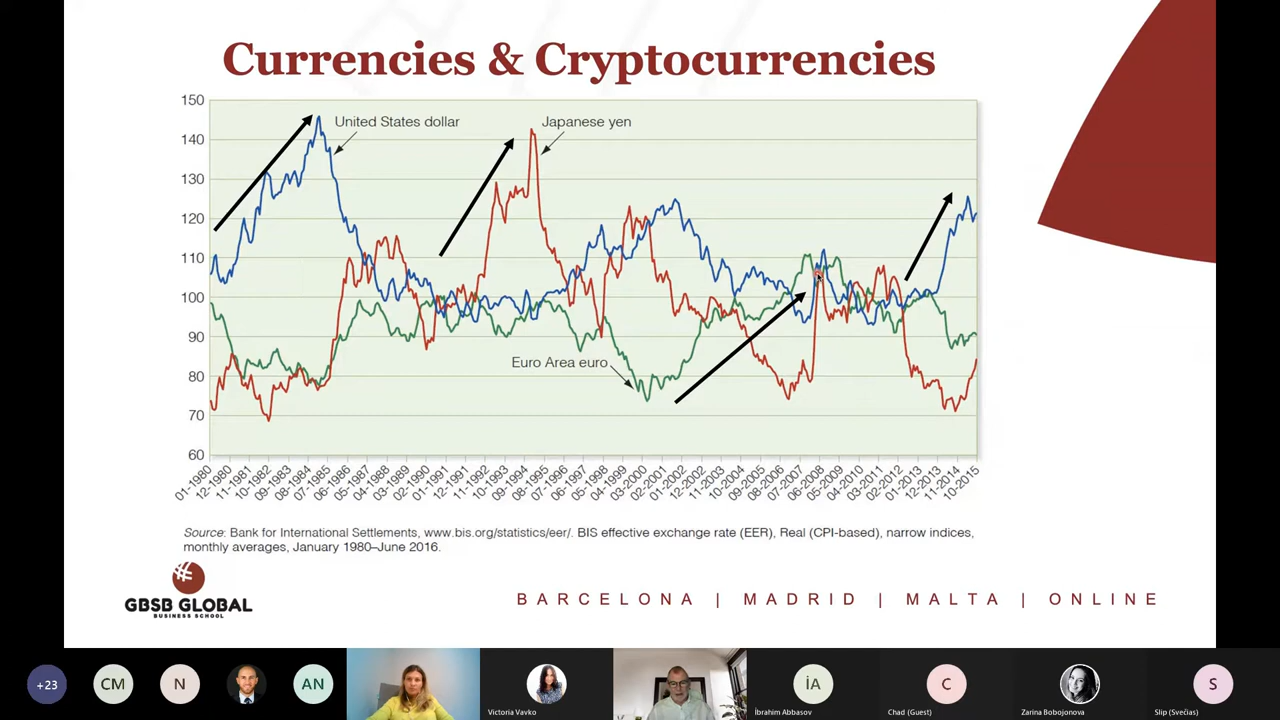 Currencies & Cryptocurrencies
150
140
130
120
110
100
90
80
70
60
United States dollar
Japanese yen
Euro Area euro
01-1980
12-1980
11-1981
10-1982
09-1983
08-1984
07-1985
06-1986
05-1987
04-1988
03-1989
02-1990
01-1991
12-1991
11-1992
10-1993
09-1994
08-1995
07-1996
06-1997
05-1998
04-1999
03-2000
02-2001
01-2002
12-2002
11-2003
10-2004
09-2005
08-2006
07-2007
06-2008
05-2009
04-2010
03-2011
02-2012
01-2013
12-2013
11-2014
10-2015
Source: Bank for International Settlements, www.bis.org/statistics/eer/. BIS effective exchange rate (EER), Real (CPI-based), narrow indices,
monthly averages, January 1980–June 2016.
GBSB GLOBAL
BUSINESS SCHOOL
BARCELONA | MADRID | MALTA | ONLINE
+23
CM
N
AN
Victoria Vavko
İA
İbrahim Abbasov
C
Chad (Guest)
Zarina Bobojonova
S
Slip (Svečias)